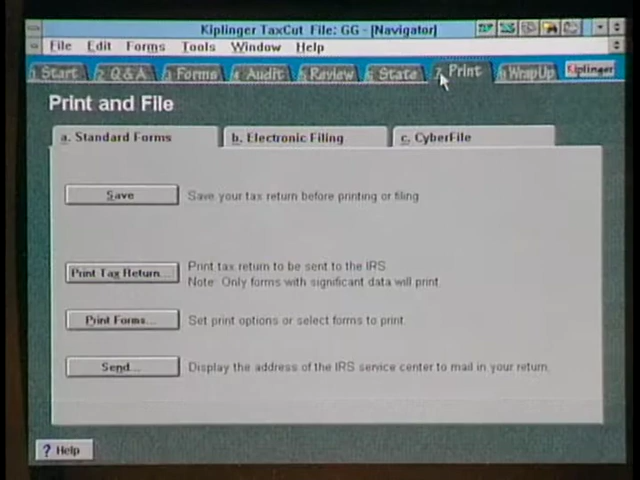 Kiplinger TaxCut File: GG - [Navigator]
File Edit Forms Tools Window Help
1 Start 2 Q&A 3 Forms 4 Audit 5 Review 6 State 7 Print 8 WrapUp Kiplinger
Print and File
a. Standard Forms b. Electronic Filing c. CyberFile
Save Save your tax return before printing or filing
Print Tax Return... Print tax return to be sent to the IRS
Note: Only forms with significant data will print.
Print Forms... Set print options or select forms to print.
Send... Display the address of the IRS service center to mail in your return.
? Help